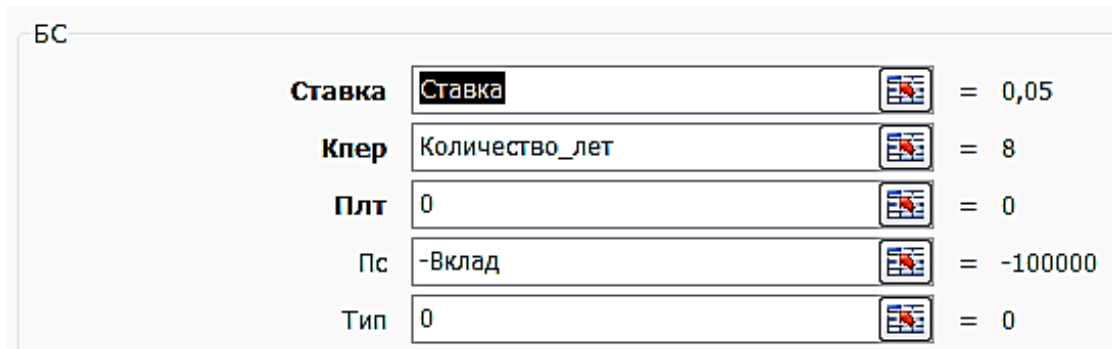 БС
Ставка Ставка = 0,05
Кпер Количество_лет = 8
Плт 0 = 0
Пс -Вклад = -100000
Тип 0 = 0